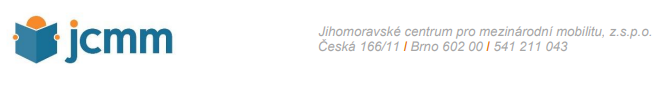 jcmm
Jihomoravské centrum pro mezinárodní mobilitu, z.s.p.o.
Česká 166/11 I Brno 602 00 I 541 211 043